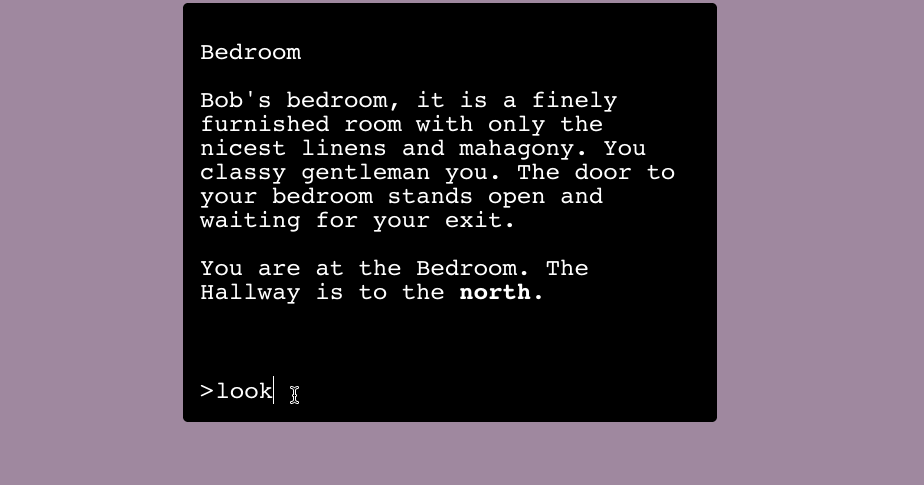 Bedroom
Bob's bedroom, it is a finely
furnished room with only the
nicest linens and mahagony. You
classy gentleman you. The door to
your bedroom stands open and
waiting for your exit.
You are at the Bedroom. The
Hallway is to the north.
>look